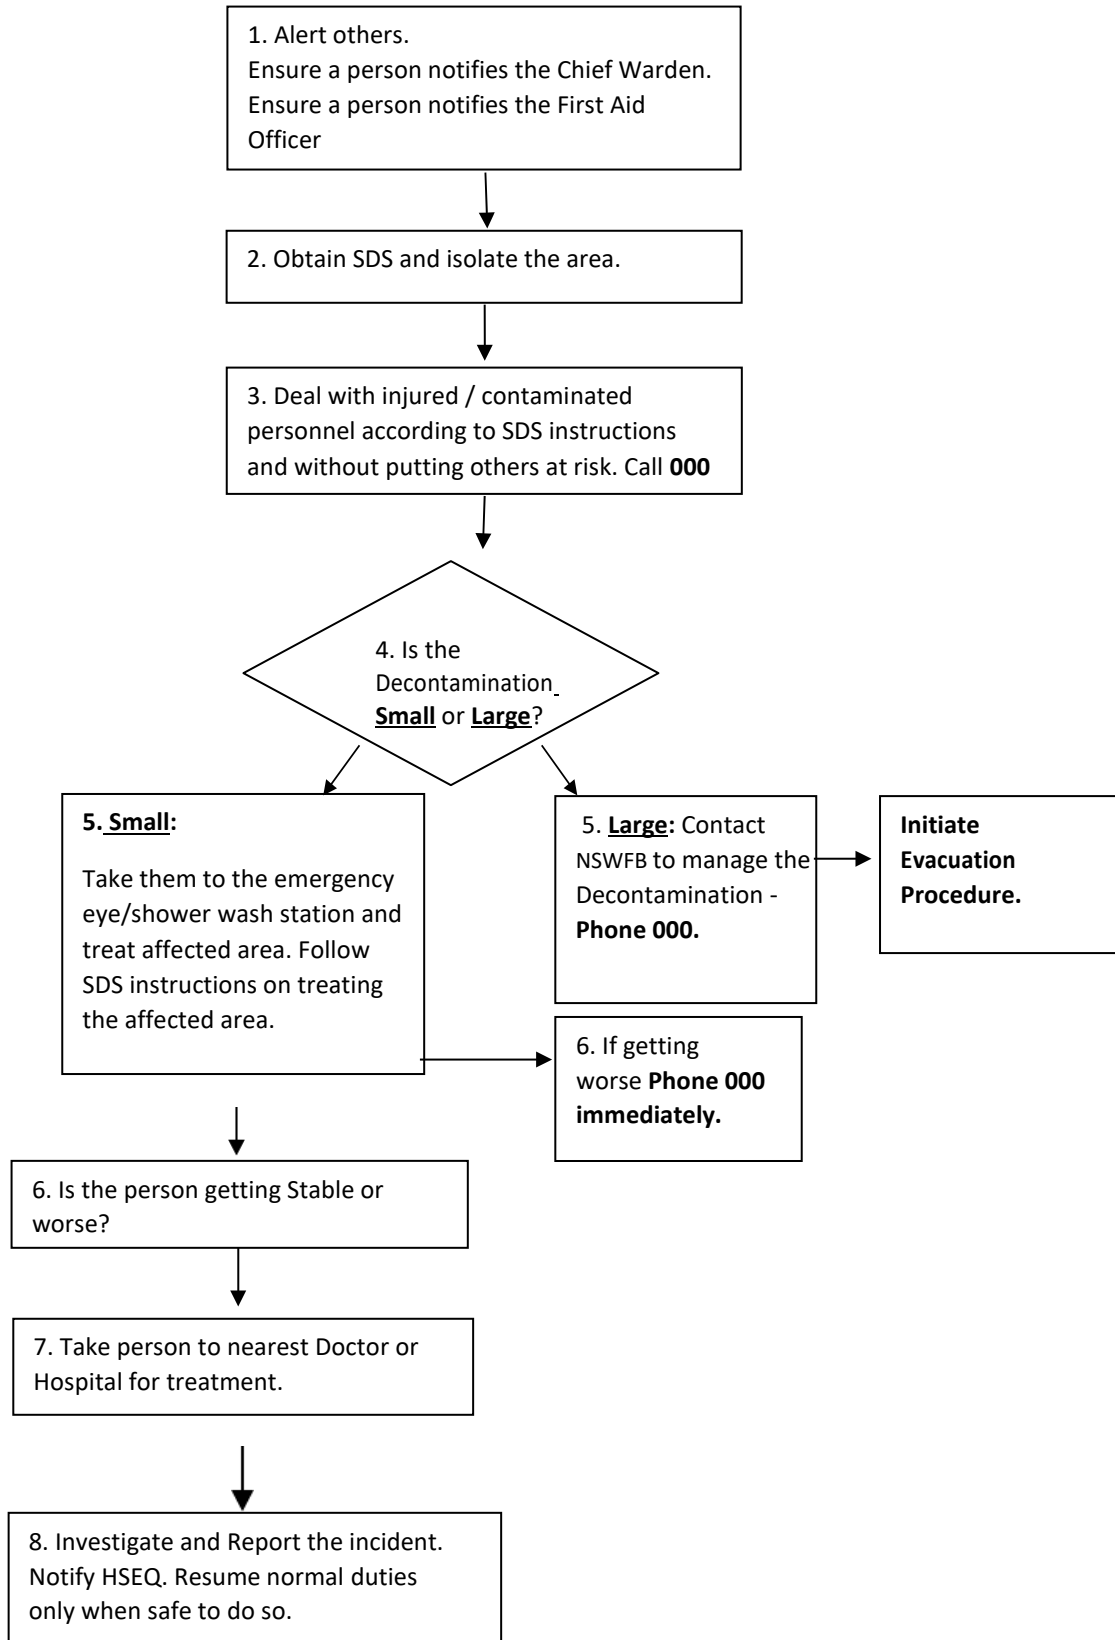 1. Alert others.
Ensure a person notifies the Chief Warden.
Ensure a person notifies the First Aid
Officer
2. Obtain SDS and isolate the area.
3. Deal with injured / contaminated
personnel according to SDS instructions
and without putting others at risk. Call 000
4. Is the
Decontamination
Small or Large?
5. Small:
Take them to the emergency
eye/shower wash station and
treat affected area. Follow
SDS instructions on treating
the affected area.
5. Large: Contact
NSWFB to manage the
Decontamination -
Phone 000.
Initiate
Evacuation
Procedure.
6. If getting
worse Phone 000
immediately.
6. Is the person getting Stable or
worse?
7. Take person to nearest Doctor or
Hospital for treatment.
8. Investigate and Report the incident.
Notify HSEQ. Resume normal duties
only when safe to do so.